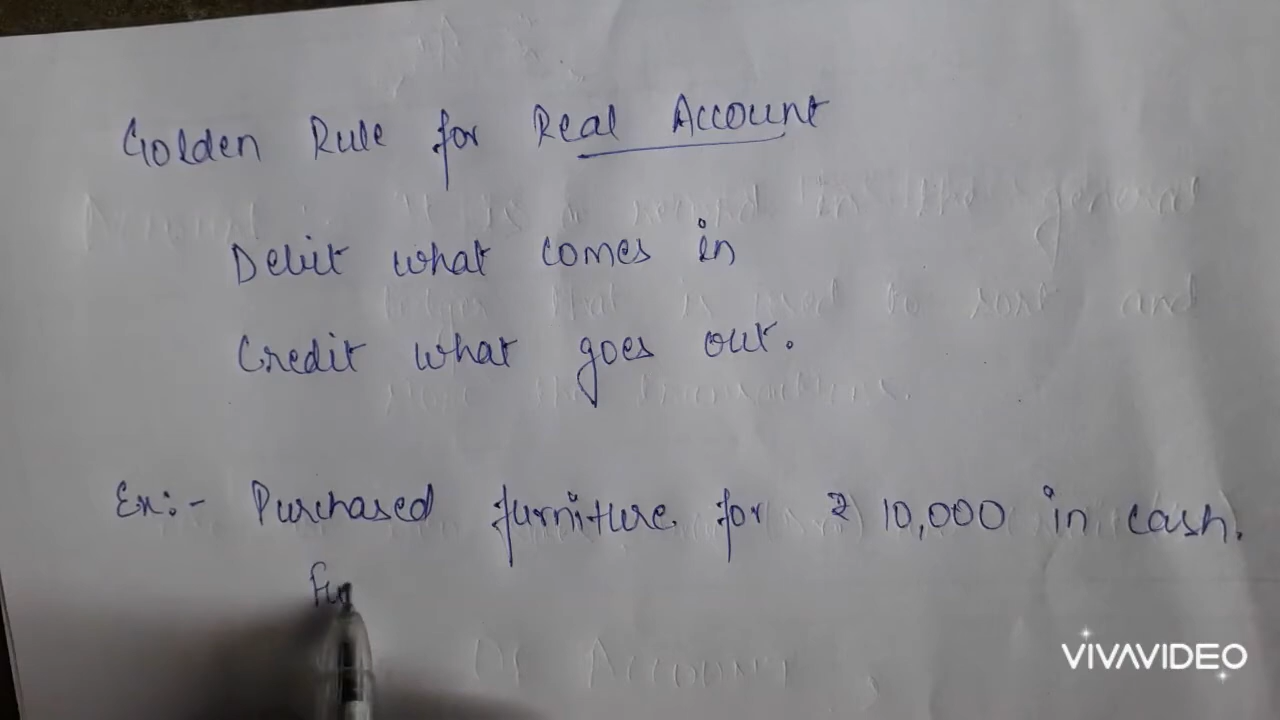 Golden Rule for Real Account
Debit what comes in
Credit what goes out.
Ex:- Purchased furniture for ₹ 10,000 in cash.
Fu
VIVAVIDEO